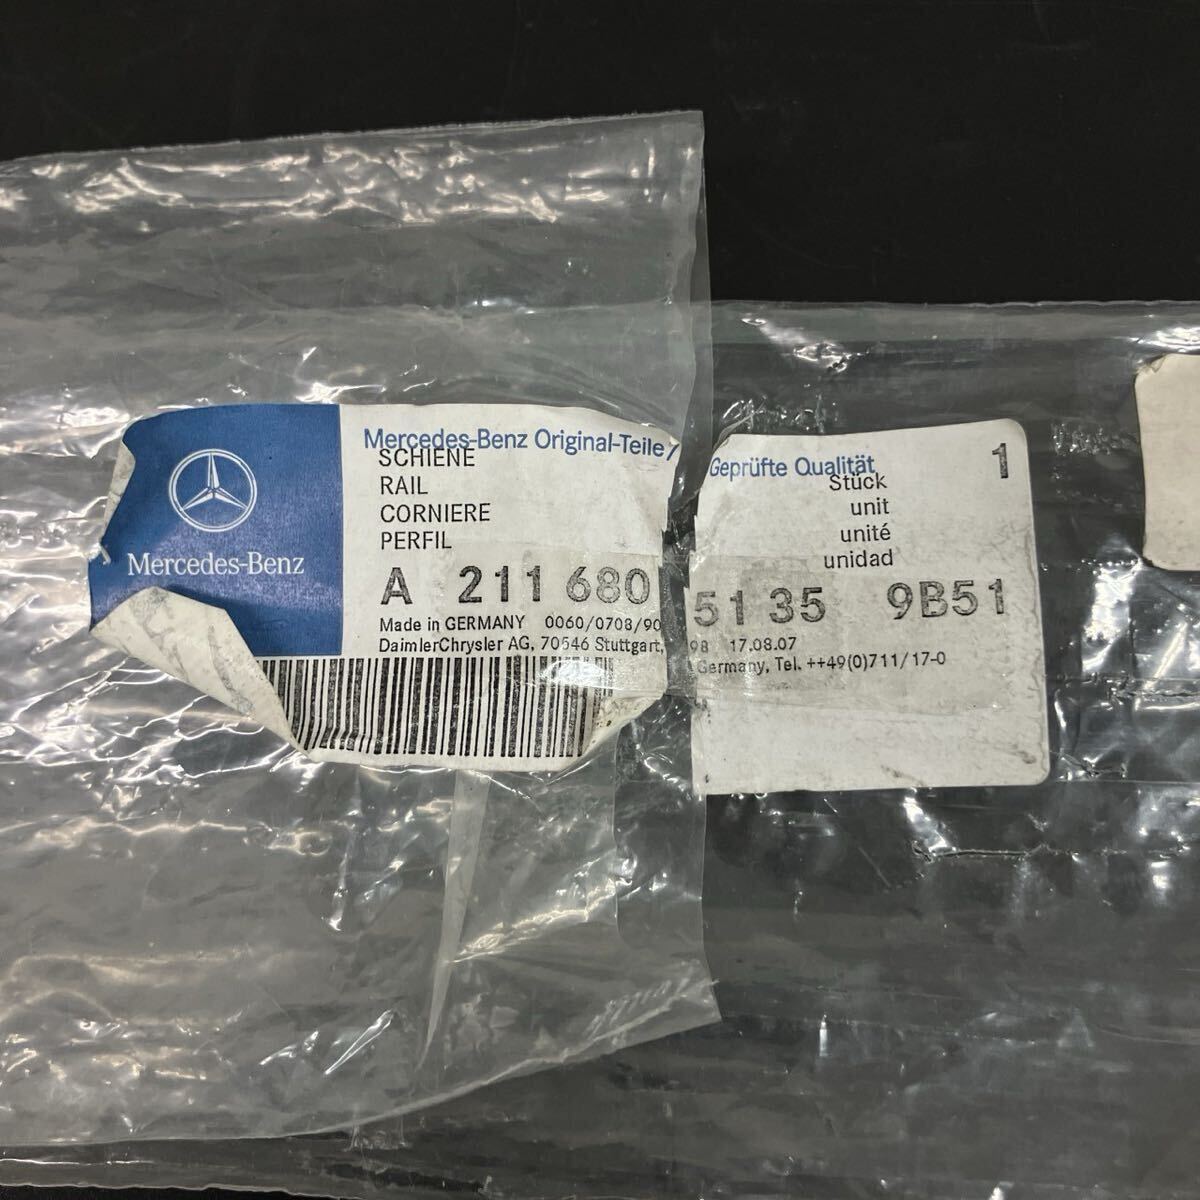 Mercedes-Benz
Mercedes-Benz Original-Teile / Geprüfte Qualität
SCHIENE
RAIL
CORNIERE
PERFIL
1
Stück
unit
unité
unidad
A 211 680 51 35 9B51
Made in GERMANY 0060/0708/90 98 17.08.07
DaimlerChrysler AG, 70546 Stuttgart, Germany, Tel. ++49(0)711/17-0